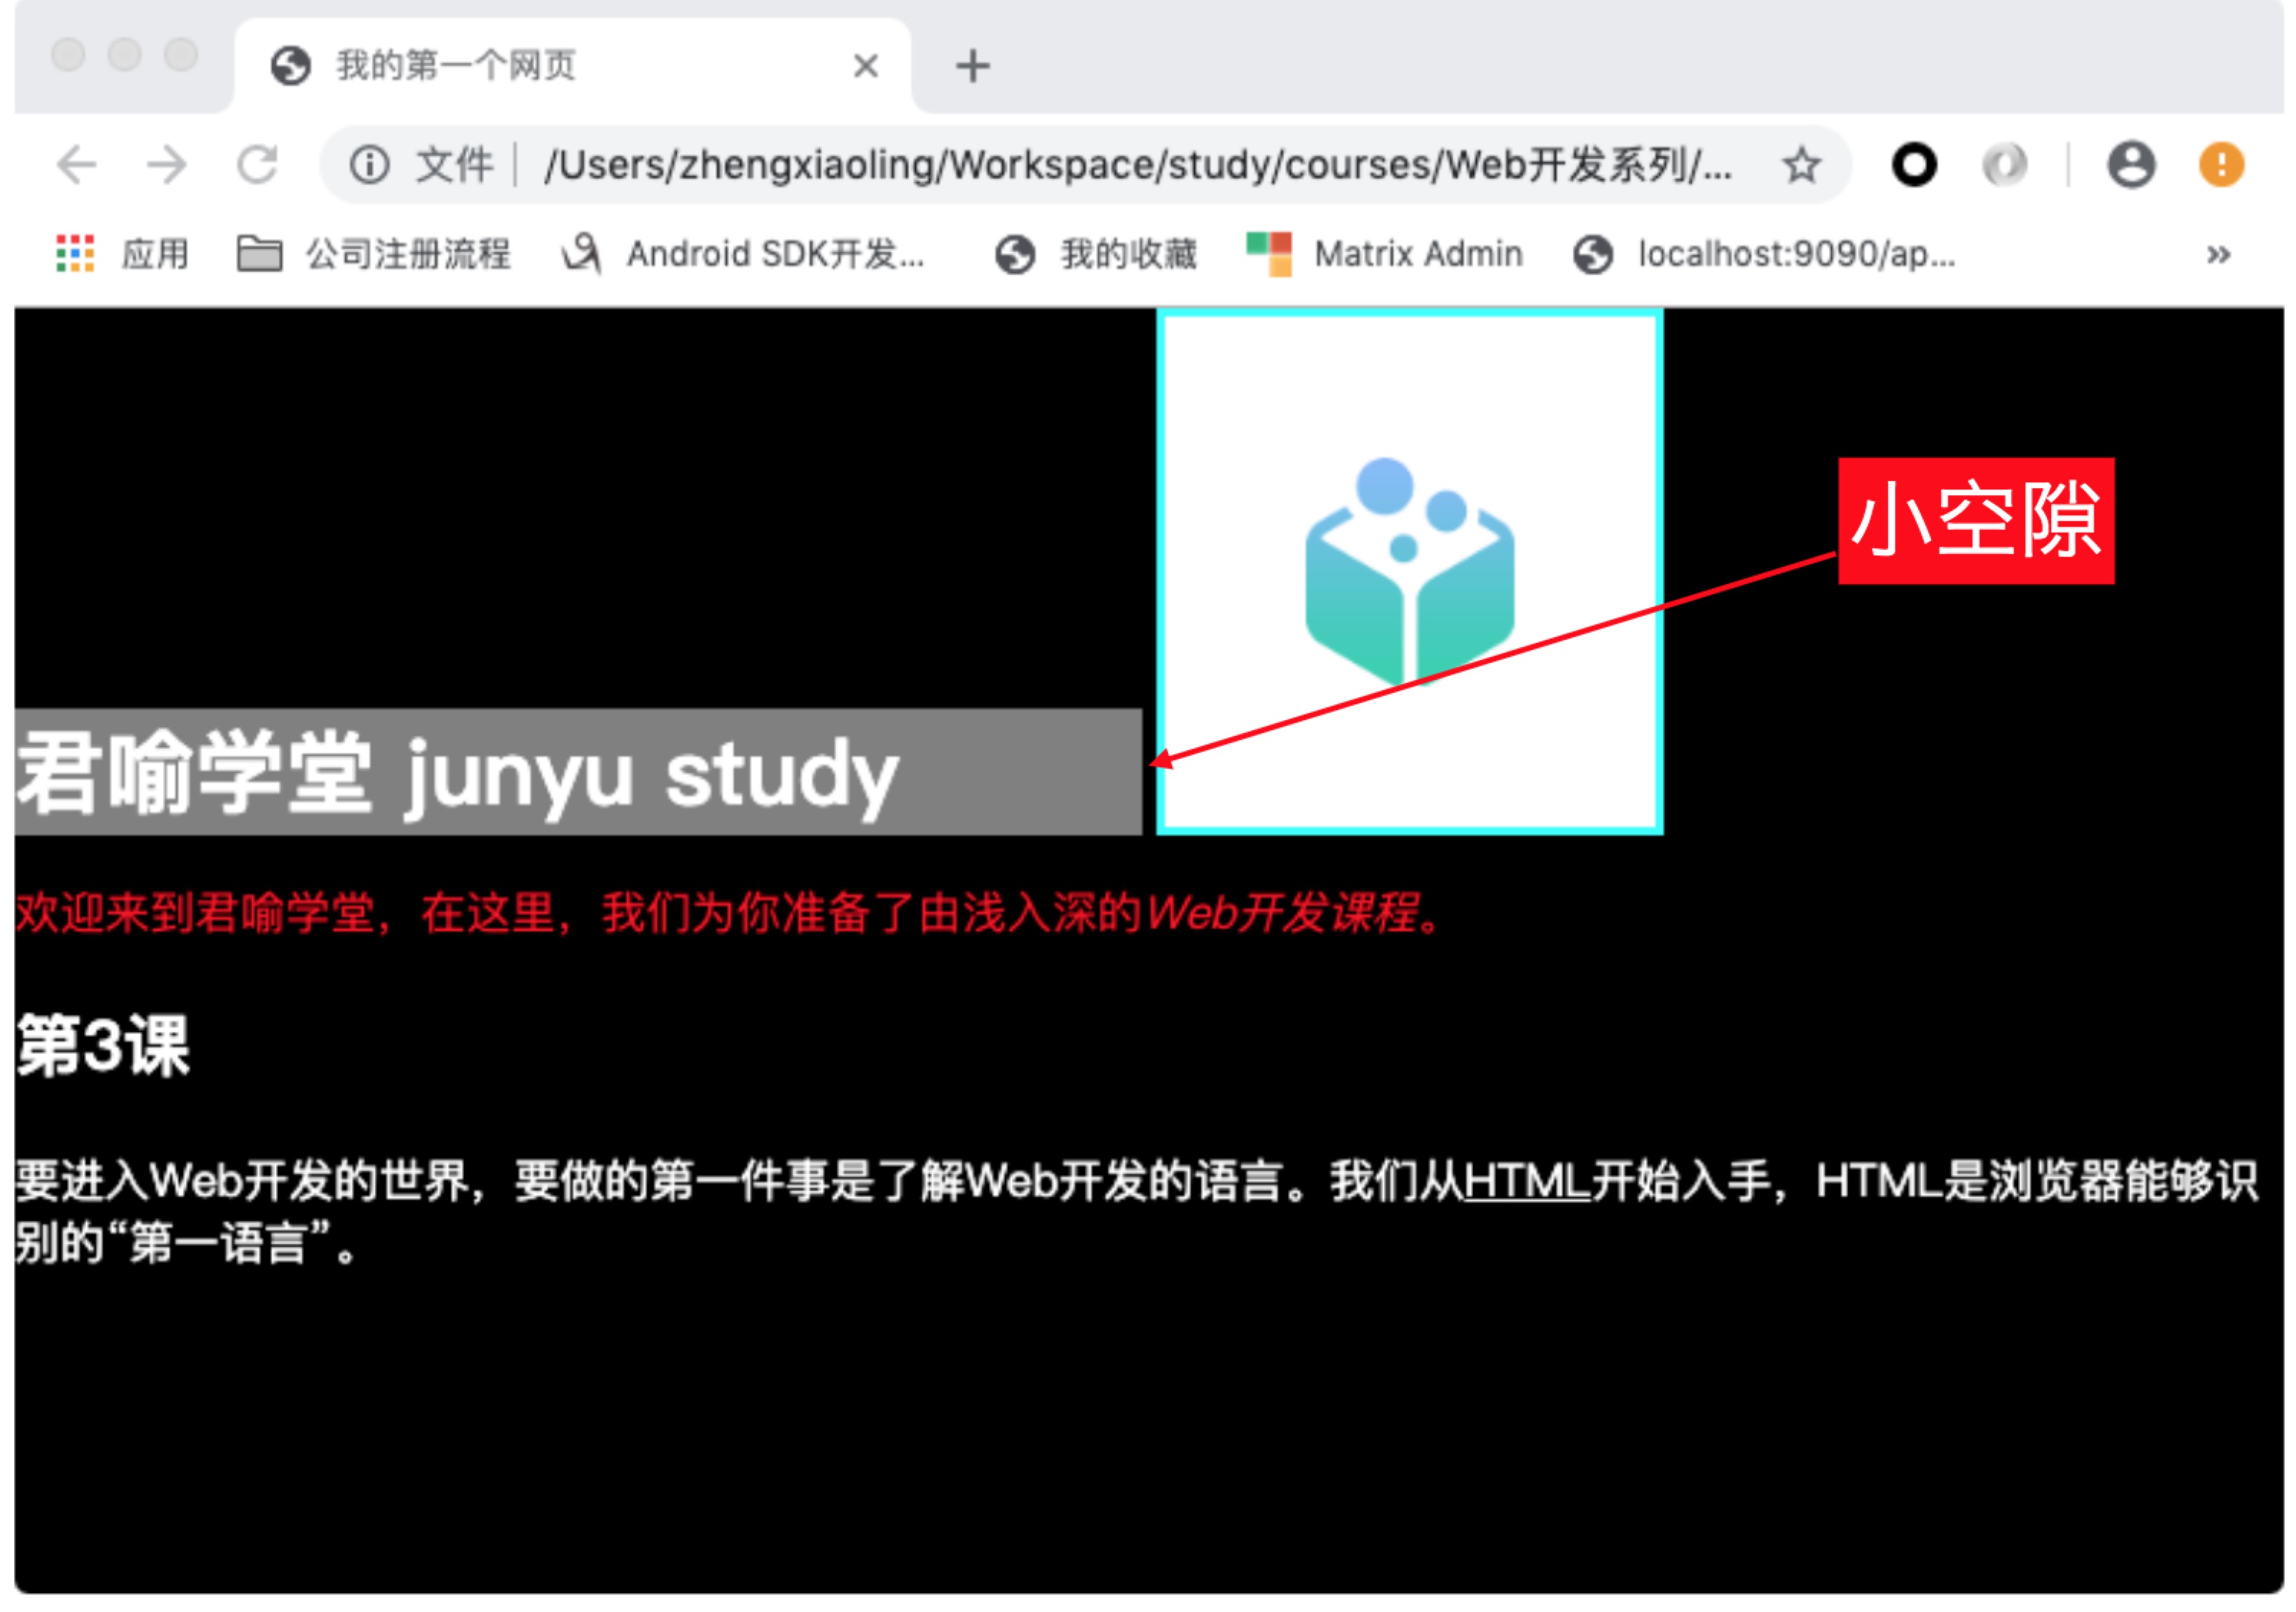 我的第一个网页
文件 /Users/zhengxiaoling/Workspace/study/courses/Web开发系列/...
应用 公司注册流程 Android SDK开发... 我的收藏 Matrix Admin localhost:9090/ap... »
小空隙
君喻学堂 junyu study
欢迎来到君喻学堂，在这里，我们为你准备了由浅入深的Web开发课程。
第3课
要进入Web开发的世界，要做的第一件事是了解Web开发的语言。我们从HTML开始入手，HTML是浏览器能够识
别的“第一语言”。